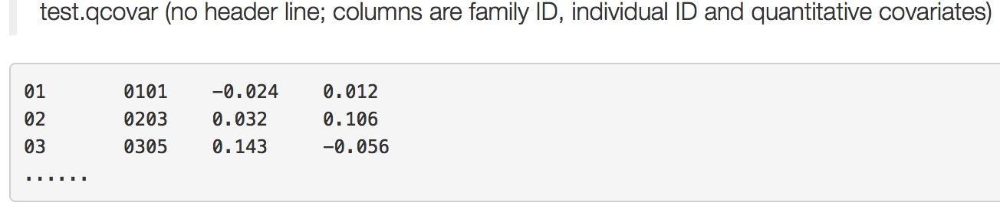 test.qcovar (no header line; columns are family ID, individual ID and quantitative covariates)
01 0101 −0.024 0.012
02 0203 0.032 0.106
03 0305 0.143 −0.056
......